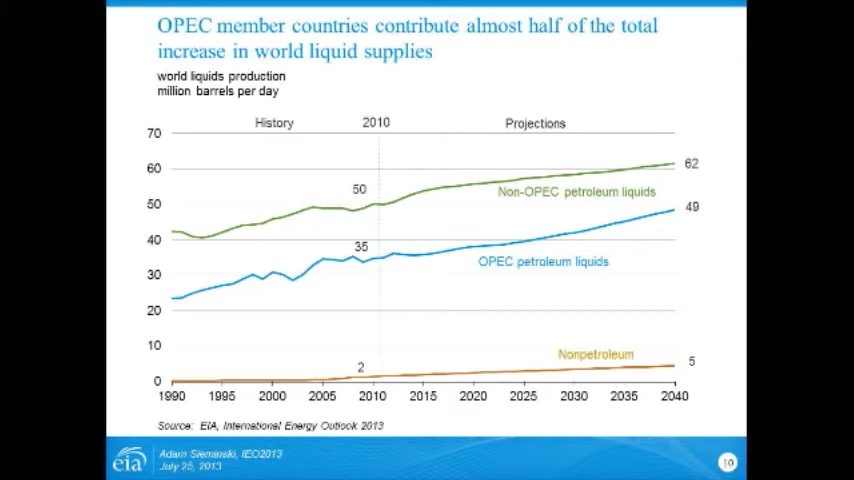 OPEC member countries contribute almost half of the total
increase in world liquid supplies
world liquids production
million barrels per day
History
2010
Projections
70
60
50
40
30
20
10
0
50
35
2
62
49
5
Non-OPEC petroleum liquids
OPEC petroleum liquids
Nonpetroleum
1990 1995 2000 2005 2010 2015 2020 2025 2030 2035 2040
Source: EIA, International Energy Outlook 2013
eia
Adam Sieminski, IEO2013
July 25, 2013
10